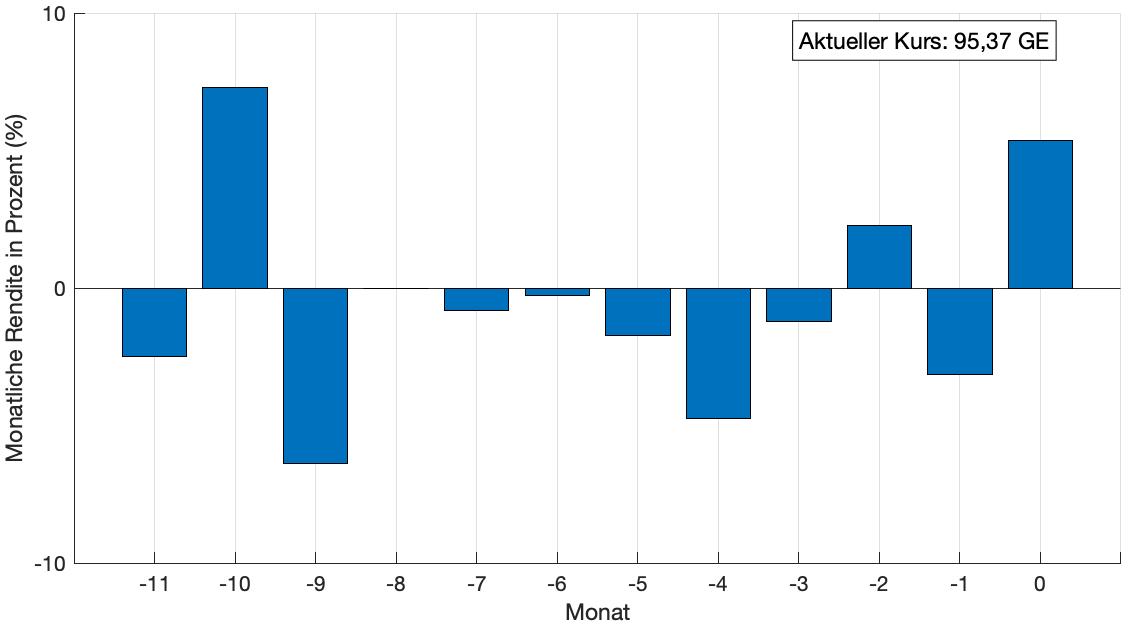 10
Aktueller Kurs: 95,37 GE
Monatliche Rendite in Prozent (%)
0
-10
-11 -10 -9 -8 -7 -6 -5 -4 -3 -2 -1 0
Monat